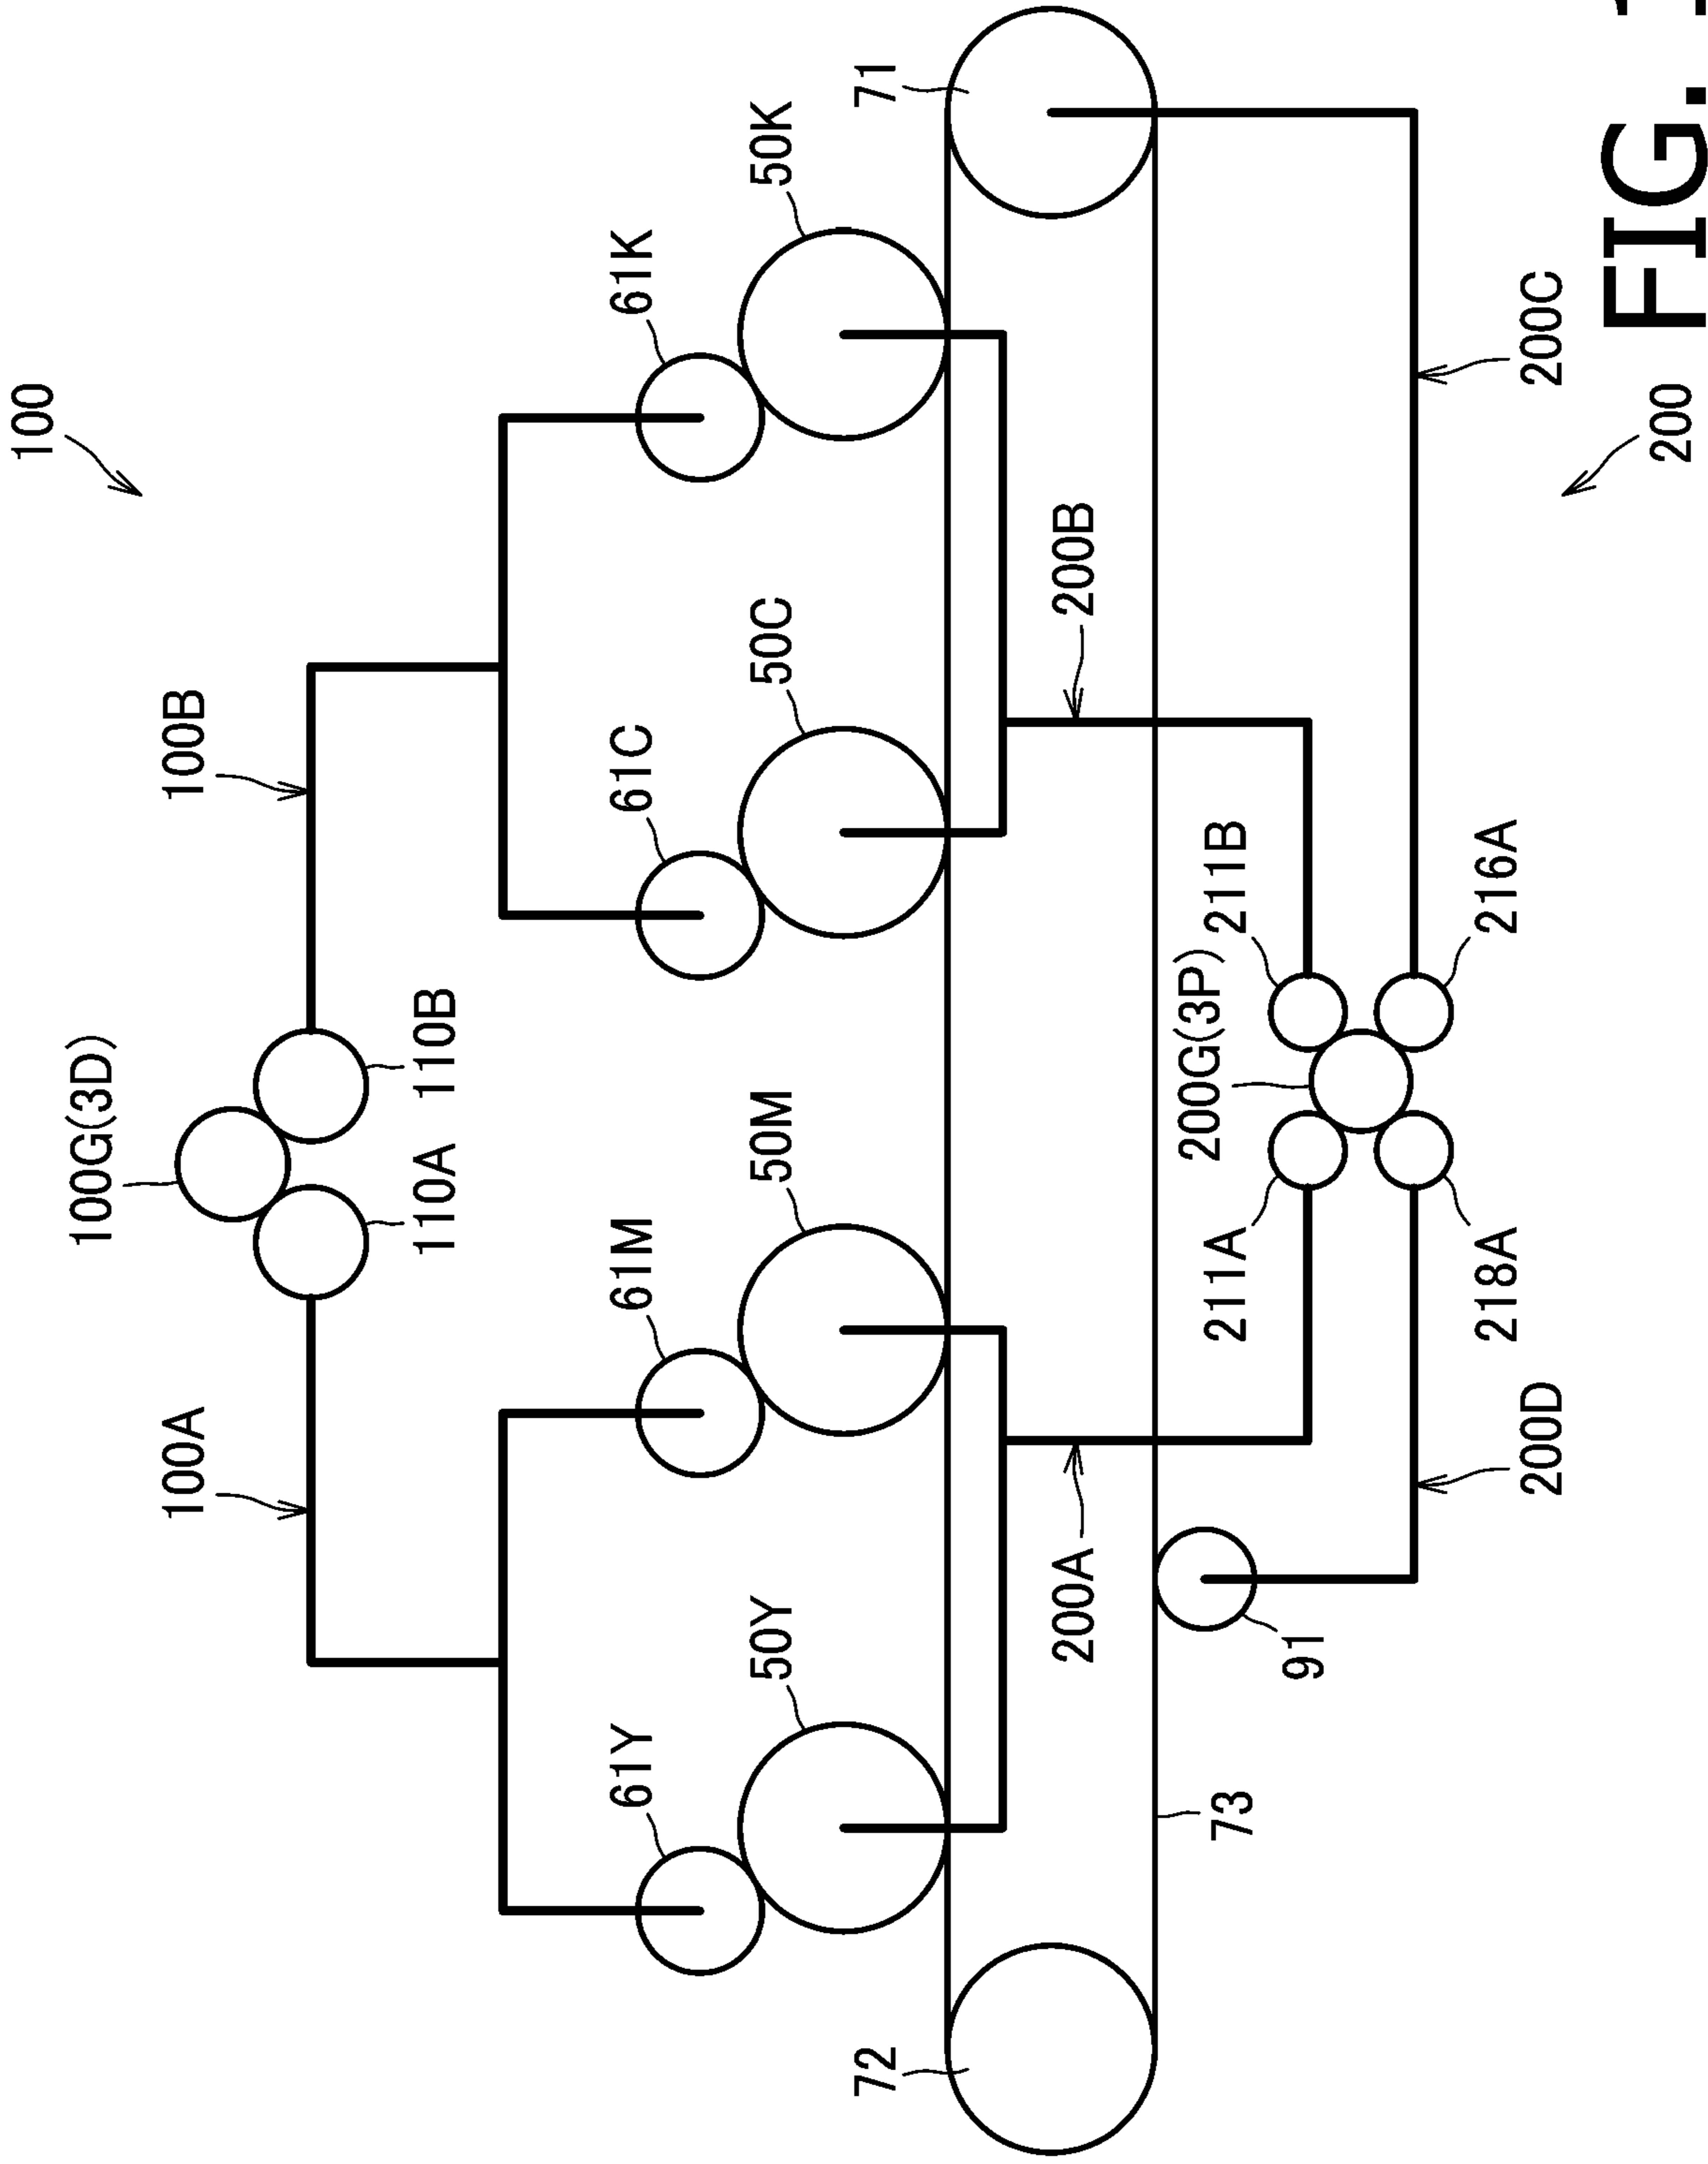 100
100G(3D)
100A
100B
110A
110B
61Y
61M
61C
61K
50Y
50M
50C
50K
72
71
200A
200B
73
91
211A
200G(3P)
211B
218A
216A
200D
200C
200
FIG.